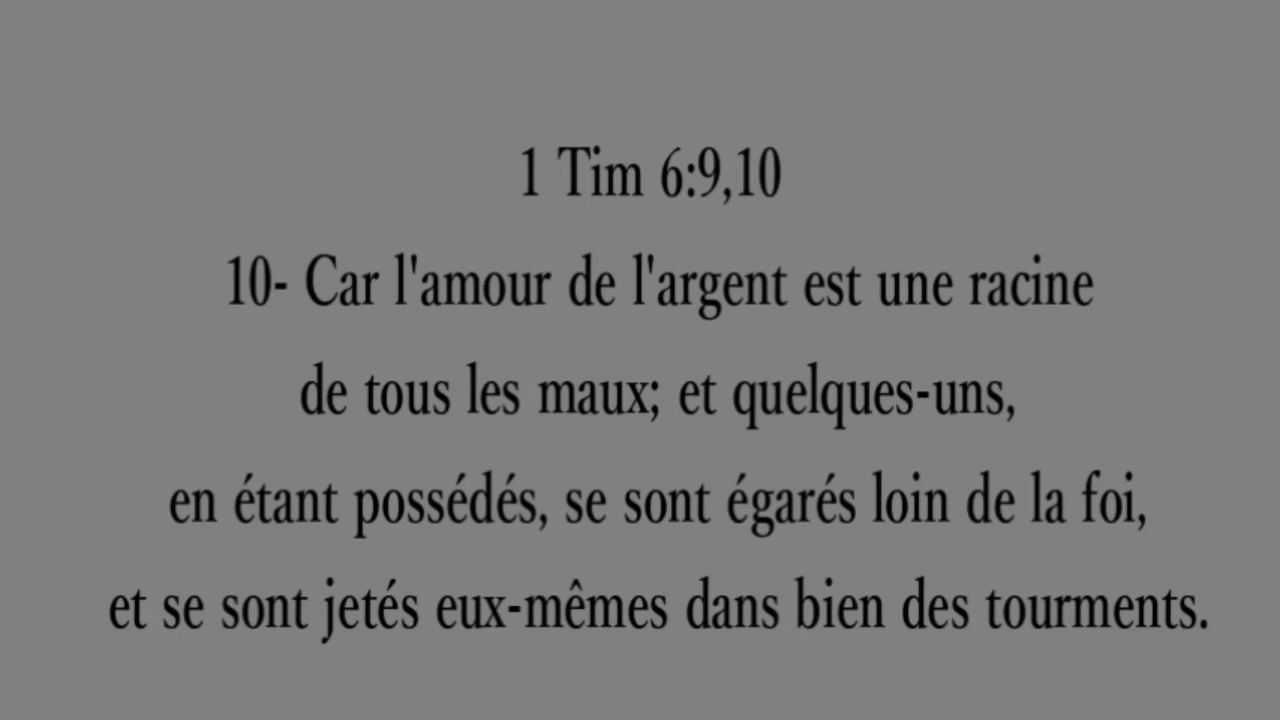 1 Tim 6:9,10
10- Car l'amour de l'argent est une racine
de tous les maux; et quelques-uns,
en étant possédés, se sont égarés loin de la foi,
et se sont jetés eux-mêmes dans bien des tourments.